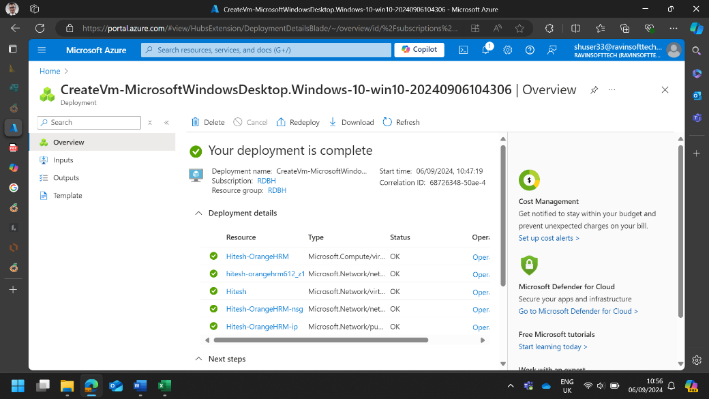 CreateVm-MicrosoftWindowsDesktop.Windows-10-win10-20240906104306 - Microsoft Azure
https://portal.azure.com/#view/HubsExtension/DeploymentDetailsBlade/~/overview/id/%2Fsubscriptions%2...
Microsoft Azure
Search resources, services, and docs (G+/)
Copilot
1
shuser33@ravinsofttech...
RAVINSOFTTECH (RAVINSOFTTE...
Home >
CreateVm-MicrosoftWindowsDesktop.Windows-10-win10-20240906104306 | Overview
Deployment
Search
Delete Cancel Redeploy Download Refresh
Overview
Inputs
Outputs
Template
Your deployment is complete
Deployment name: CreateVm-MicrosoftWindo...
Subscription: RDBH
Resource group: RDBH
Start time: 06/09/2024, 10:47:19
Correlation ID: 68726348-50ae-4
Deployment details
Resource Type Status Opera
Hitesh-OrangeHRM Microsoft.Compute/vir... OK Oper
hitesh-orangehrm612_z1 Microsoft.Network/net... OK Oper
Hitesh Microsoft.Network/virt... OK Oper
Hitesh-OrangeHRM-nsg Microsoft.Network/net... OK Oper
Hitesh-OrangeHRM-ip Microsoft.Network/pu... OK Oper
Next steps
Cost Management
Get notified to stay within your budget and
prevent unexpected charges on your bill.
Set up cost alerts >
Microsoft Defender for Cloud
Secure your apps and infrastructure
Go to Microsoft Defender for Cloud >
Free Microsoft tutorials
Start learning today >
Work with an expert
ENG
UK
10:56
06/09/2024